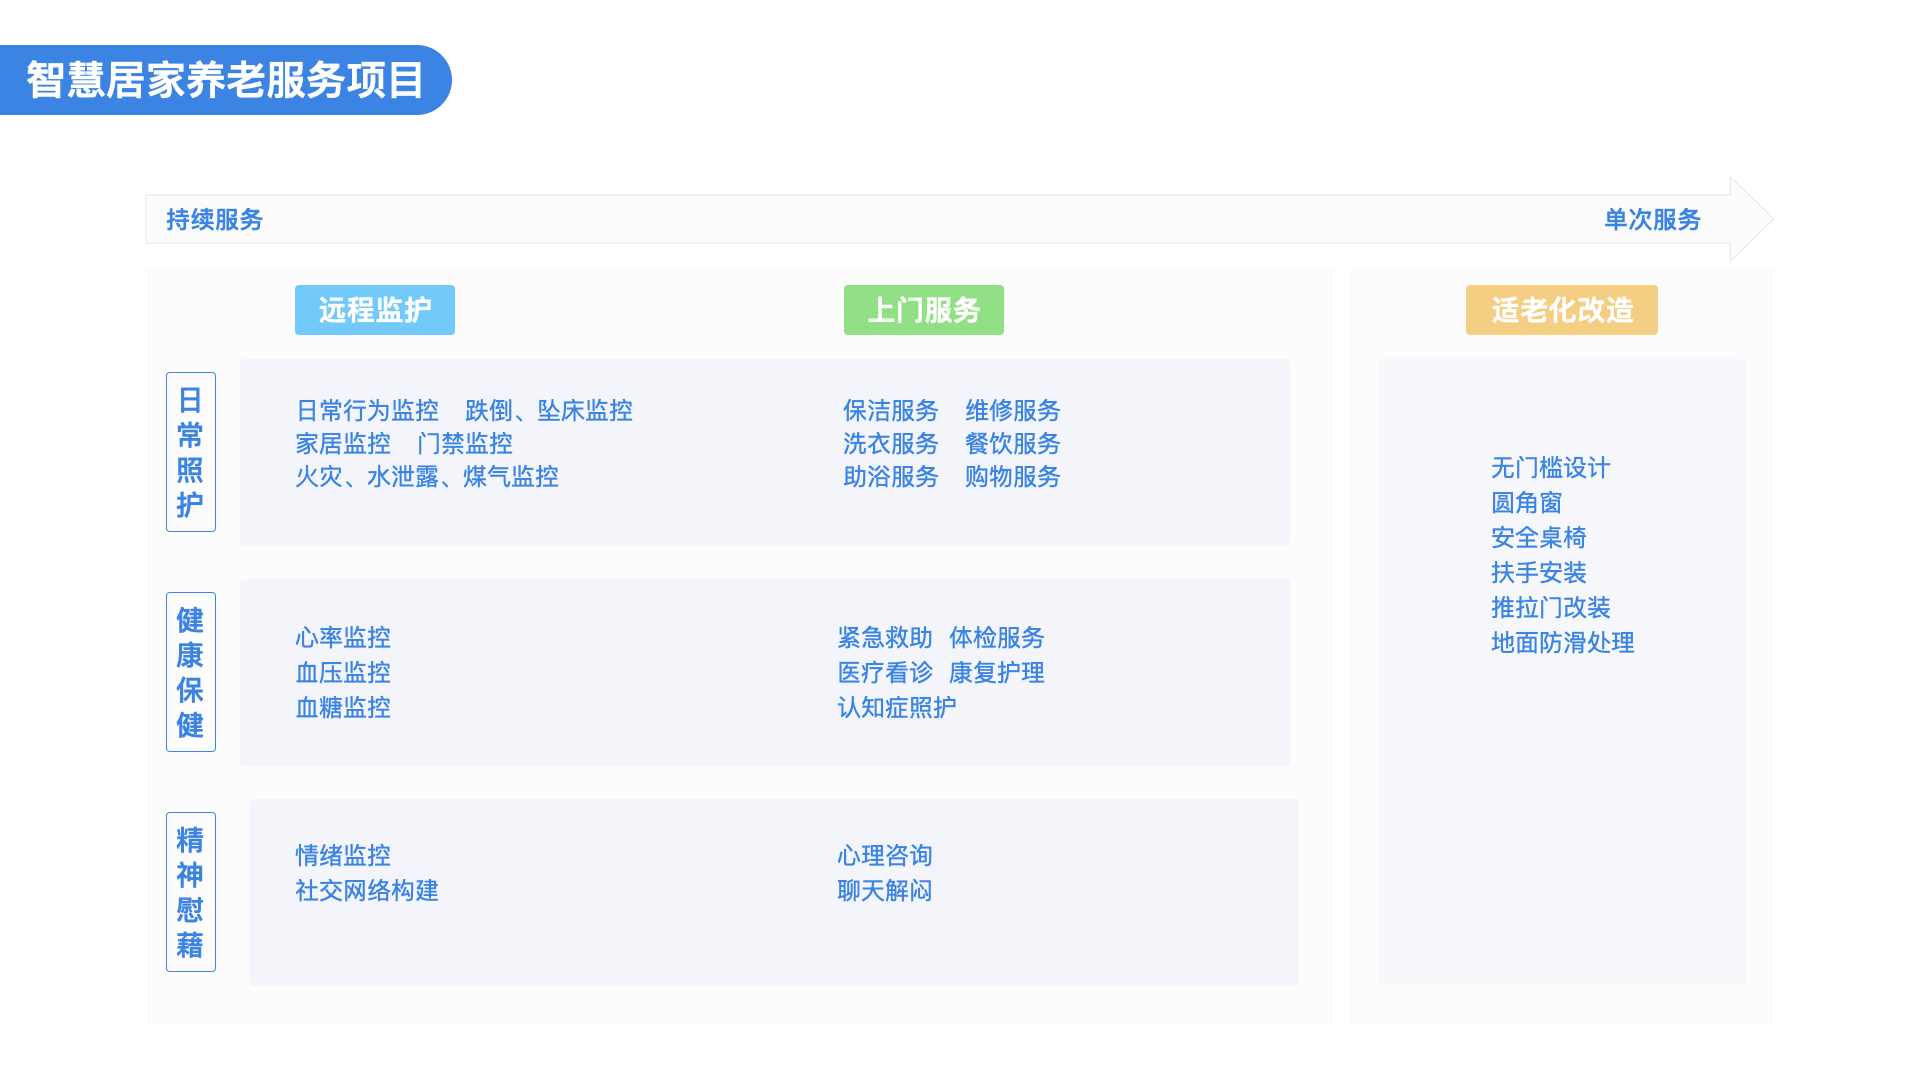 智慧居家养老服务项目
持续服务
单次服务
远程监护
上门服务
适老化改造
日常照护
日常行为监控 跌倒、坠床监控
家居监控 门禁监控
火灾、水泄露、煤气监控
保洁服务 维修服务
洗衣服务 餐饮服务
助浴服务 购物服务
健康保健
心率监控
血压监控
血糖监控
紧急救助 体检服务
医疗看诊 康复护理
认知症照护
精神慰藉
情绪监控
社交网络构建
心理咨询
聊天解闷
无门槛设计
圆角窗
安全桌椅
扶手安装
推拉门改装
地面防滑处理